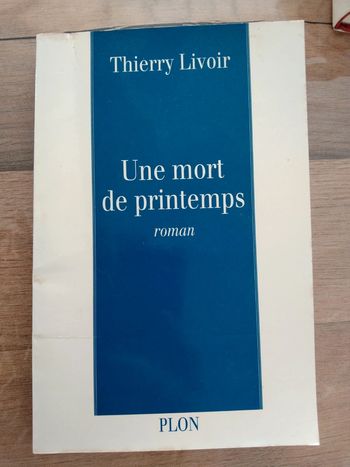 Thierry Livoir
Une mort
de printemps
roman
PLON